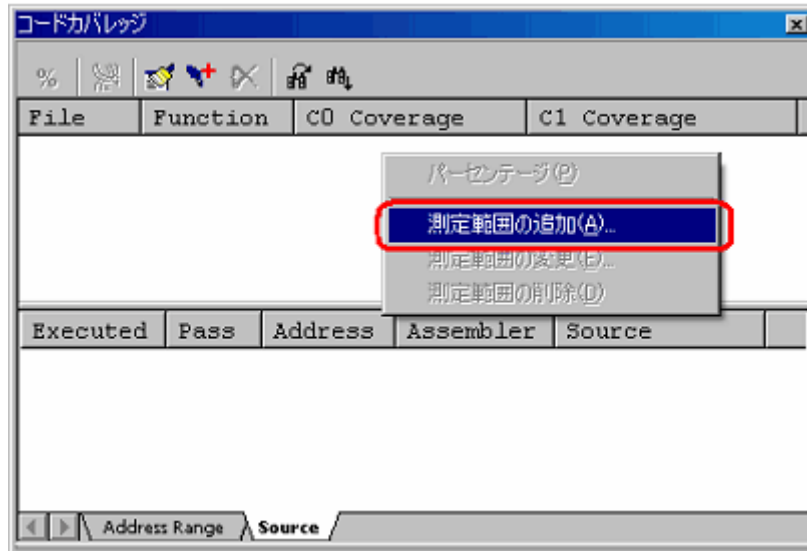 コードカバレッジ
%
File Function C0 Coverage C1 Coverage
パーセンテージ(P)
測定範囲の追加(A)...
測定範囲の変更(E)...
測定範囲の削除(D)
Executed Pass Address Assembler Source
Address Range Source